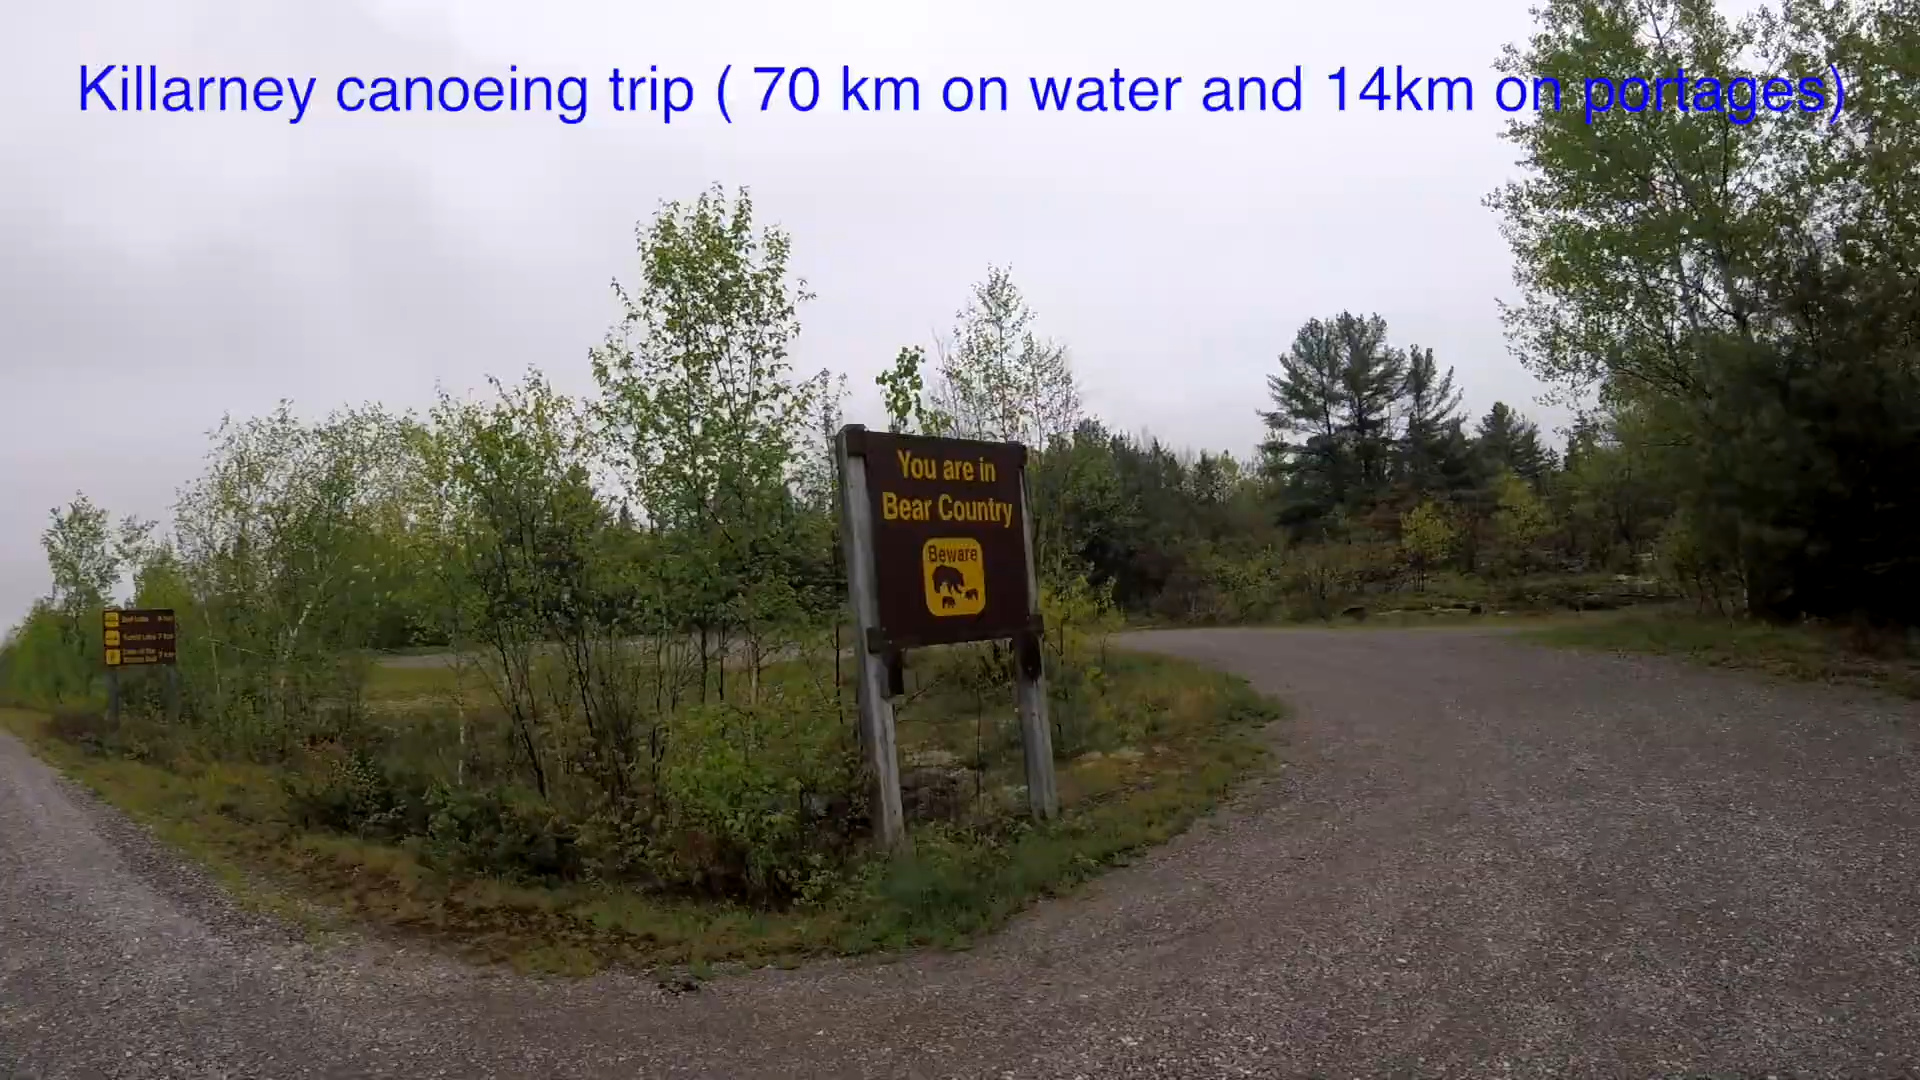 Killarney canoeing trip ( 70 km on water and 14km on portages)
You are in
Bear Country
Beware